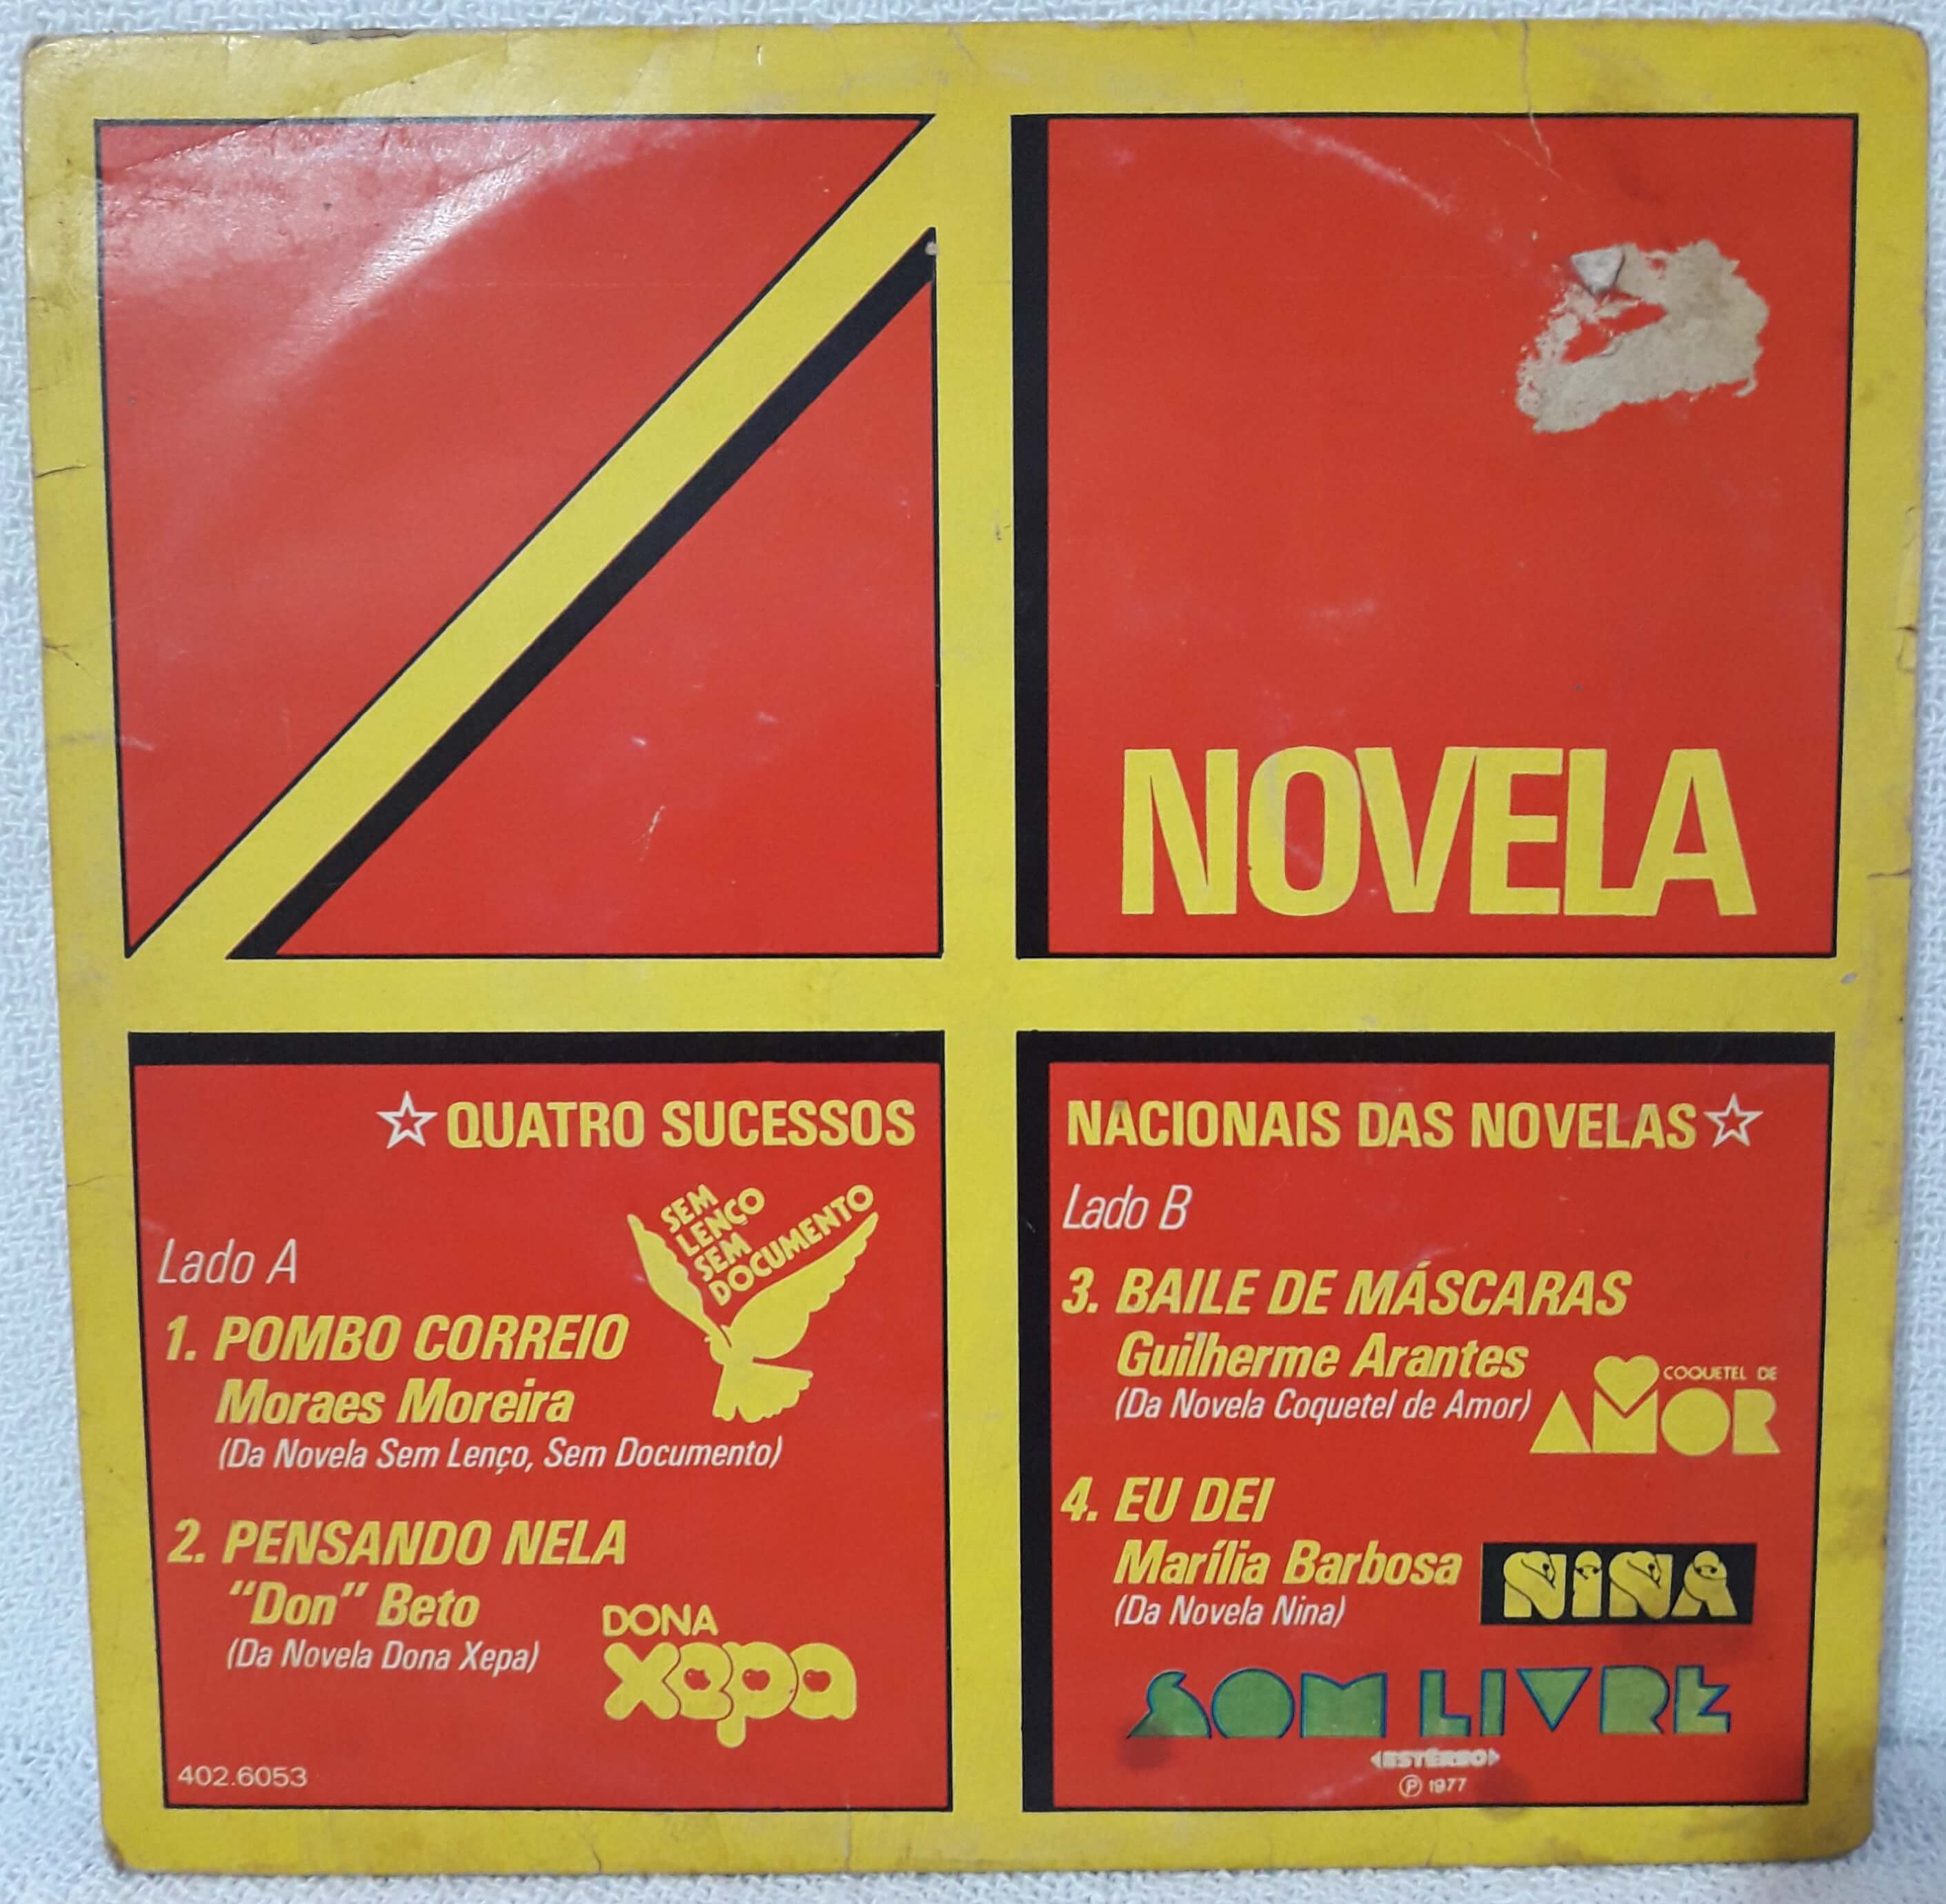 4
NOVELA
☆ QUATRO SUCESSOS
SEM
LENÇO
SEM
DOCUMENTO
Lado A
1. POMBO CORREIO
Moraes Moreira
(Da Novela Sem Lenço, Sem Documento)
2. PENSANDO NELA
"Don" Beto
(Da Novela Dona Xepa)
DONA
xepa
402.6053
NACIONAIS DAS NOVELAS ☆
Lado B
3. BAILE DE MÁSCARAS
Guilherme Arantes
(Da Novela Coquetel de Amor)
COQUETEL DE
AMOR
4. EU DEI
Marília Barbosa
(Da Novela Nina)
NINA
SOM LIVRE
ESTÉREO
℗ 1977